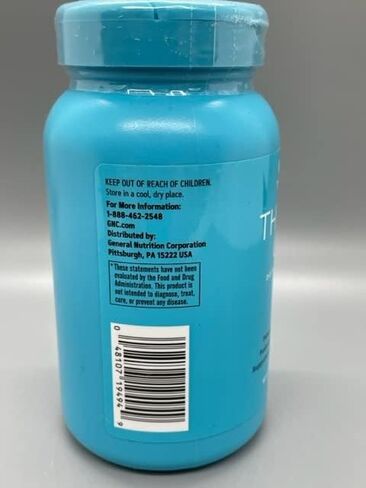 KEEP OUT OF REACH OF CHILDREN.
Store in a cool, dry place.
For More Information:
1-888-462-2548
GNC.com
Distributed by:
General Nutrition Corporation
Pittsburgh, PA 15222 USA
*These statements have not been
evaluated by the Food and Drug
Administration. This product is
not intended to diagnose, treat,
cure, or prevent any disease.
0 48107 19494 9
TH